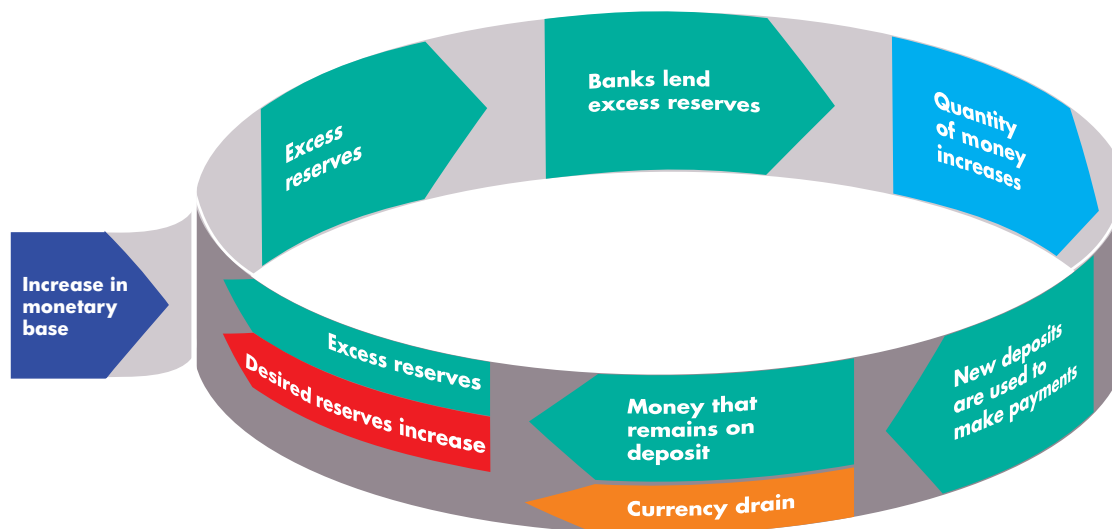 Increase in
monetary
base
Excess
reserves
Banks lend
excess reserves
Quantity
of money
increases
New deposits
are used to
make payments
Money that
remains on
deposit
Currency drain
Excess reserves
Desired reserves increase